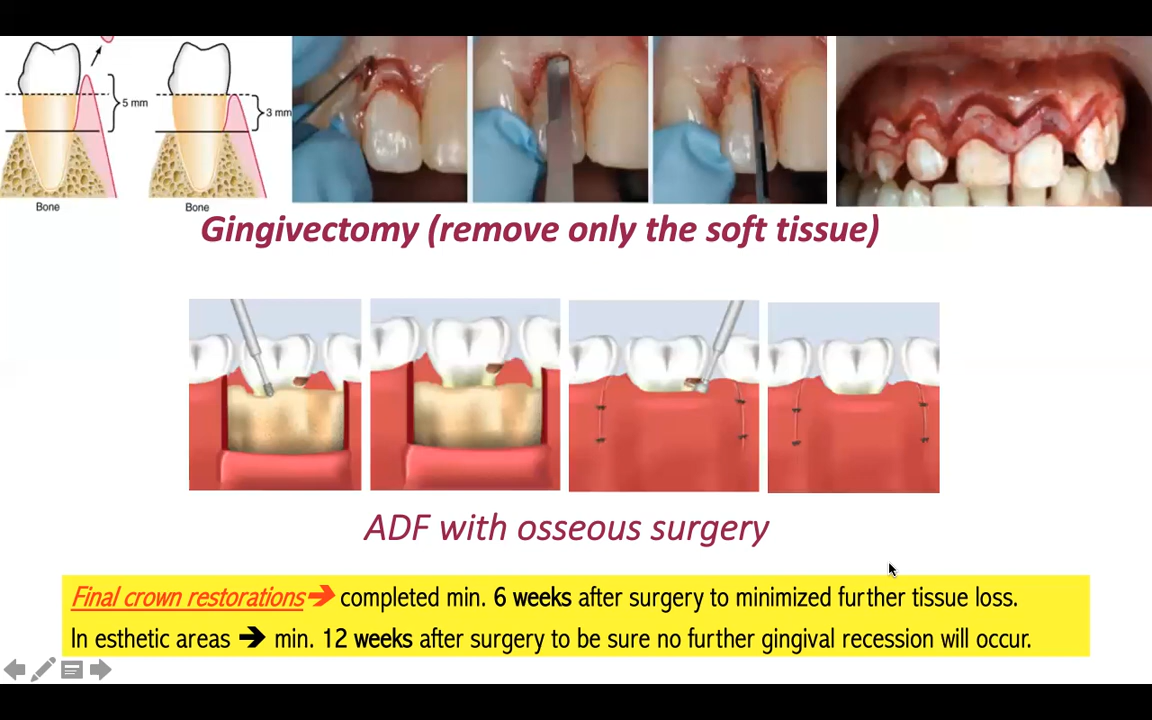 5 mm
3 mm
Bone
Bone
Gingivectomy (remove only the soft tissue)
ADF with osseous surgery
Final crown restorations➔ completed min. 6 weeks after surgery to minimized further tissue loss.
In esthetic areas ➔ min. 12 weeks after surgery to be sure no further gingival recession will occur.